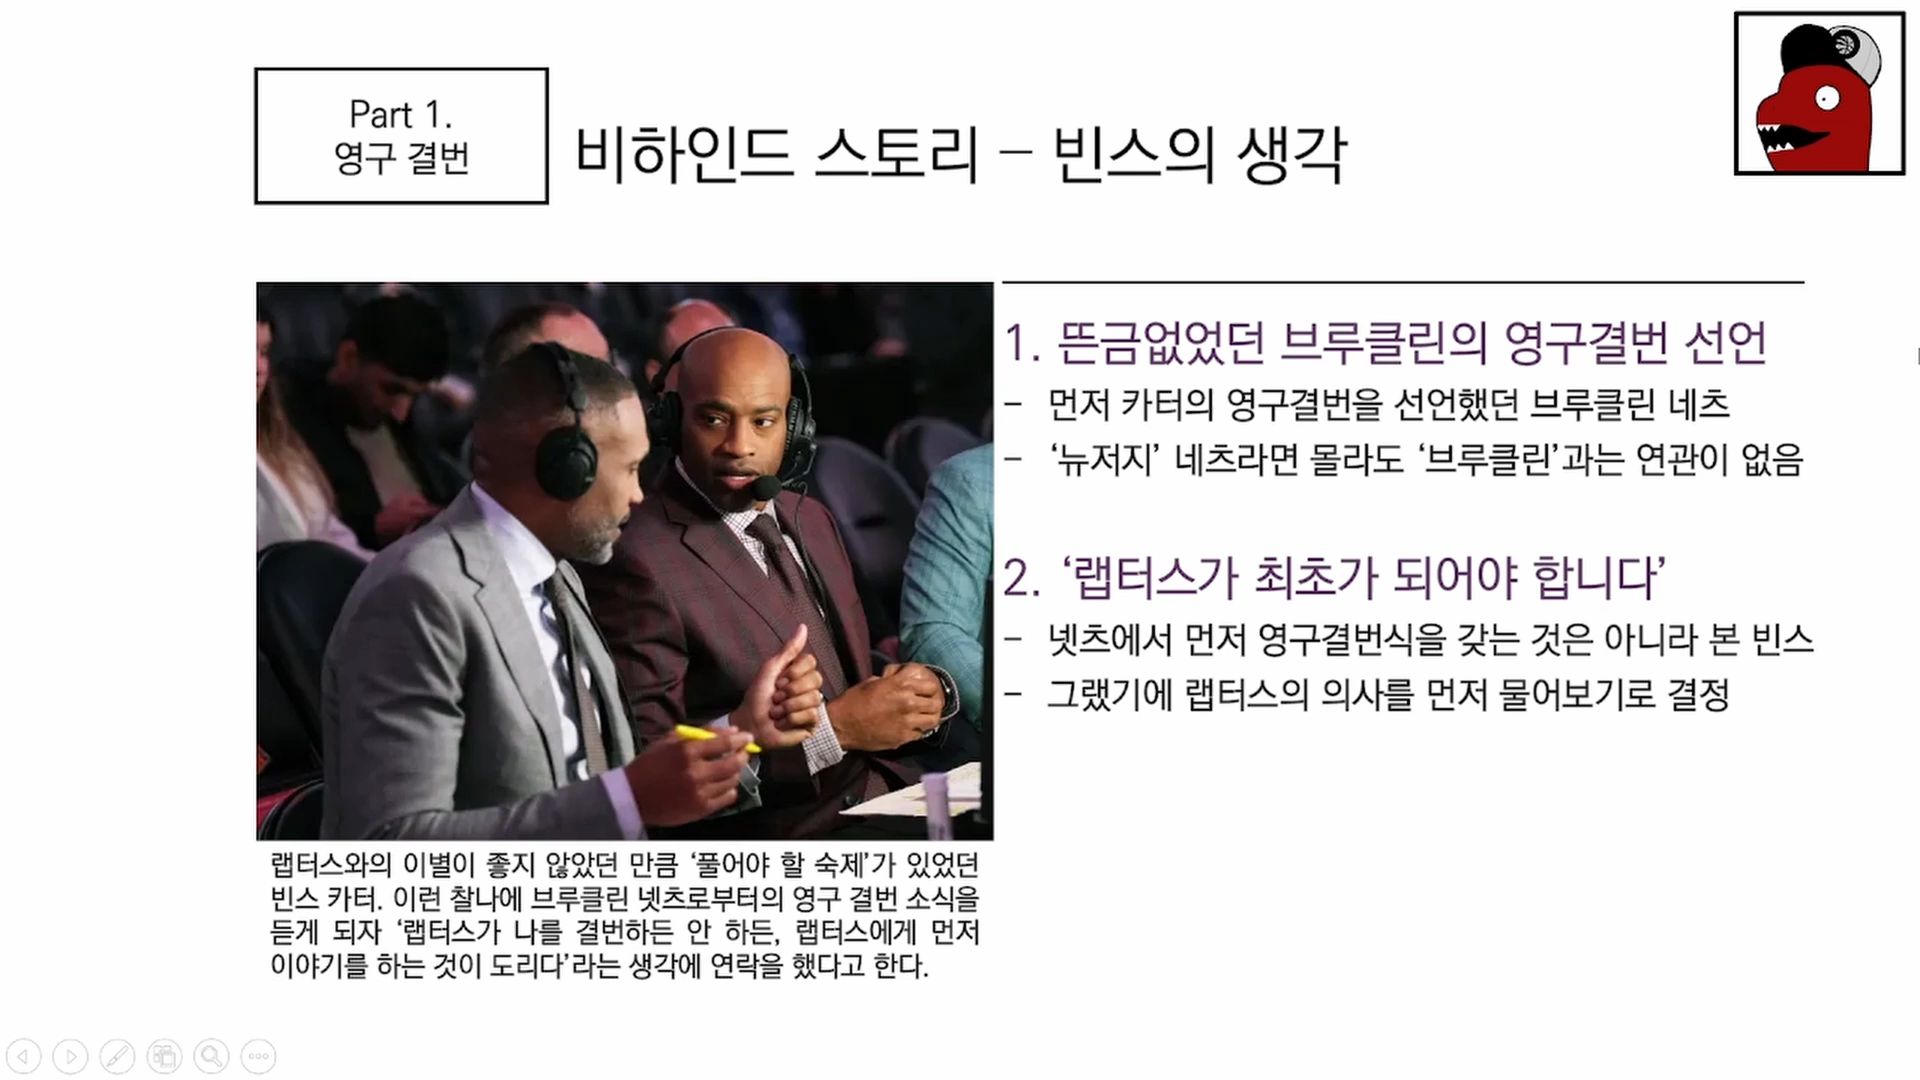 Part 1.
영구 결번
비하인드 스토리 – 빈스의 생각
1. 뜬금없었던 브루클린의 영구결번 선언
– 먼저 카터의 영구결번을 선언했던 브루클린 네츠
– ‘뉴저지’ 네츠라면 몰라도 ‘브루클린’과는 연관이 없음
2. ‘랩터스가 최초가 되어야 합니다’
– 넷츠에서 먼저 영구결번식을 갖는 것은 아니라 본 빈스
– 그랬기에 랩터스의 의사를 먼저 물어보기로 결정
랩터스와의 이별이 좋지 않았던 만큼 ‘풀어야 할 숙제’가 있었던
빈스 카터. 이런 찰나에 브루클린 넷츠로부터의 영구 결번 소식을
듣게 되자 ‘랩터스가 나를 결번하든 안 하든, 랩터스에게 먼저
이야기를 하는 것이 도리다’라는 생각에 연락을 했다고 한다.